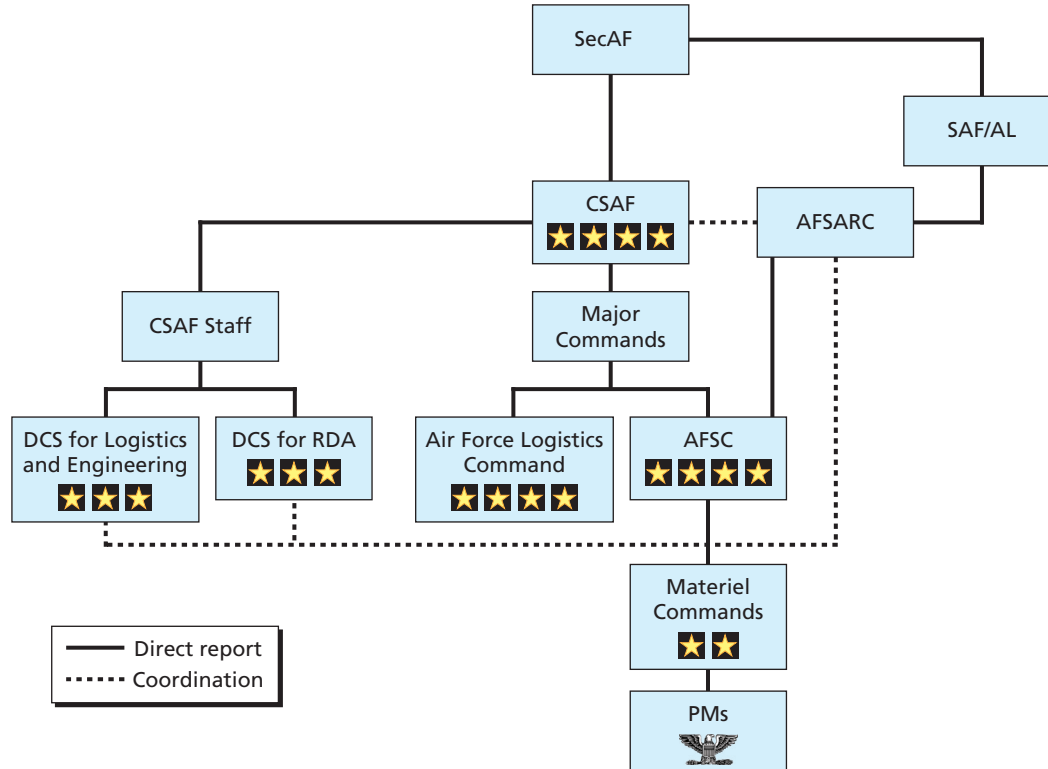 SecAF
SAF/AL
CSAF
AFSARC
CSAF Staff
Major
Commands
DCS for Logistics
and Engineering
DCS for RDA
Air Force Logistics
Command
AFSC
Materiel
Commands
PMs
Direct report
Coordination